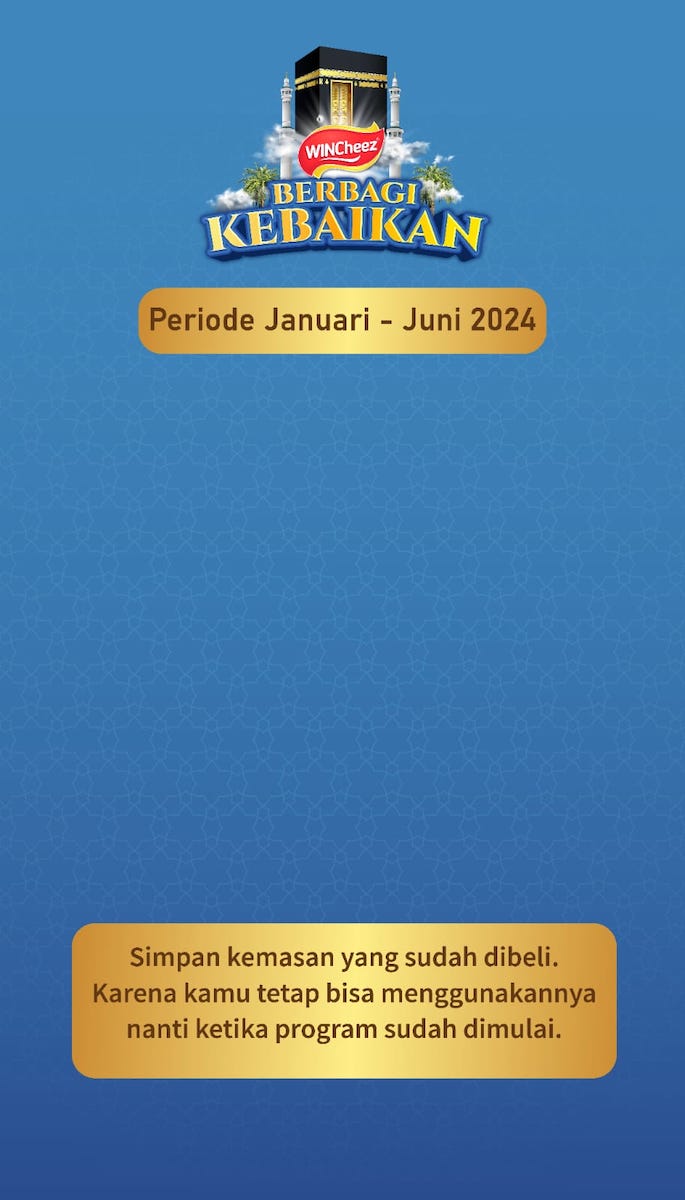 WINCheez
BERBAGI
KEBAIKAN
Periode Januari - Juni 2024
Simpan kemasan yang sudah dibeli.
Karena kamu tetap bisa menggunakannya
nanti ketika program sudah dimulai.